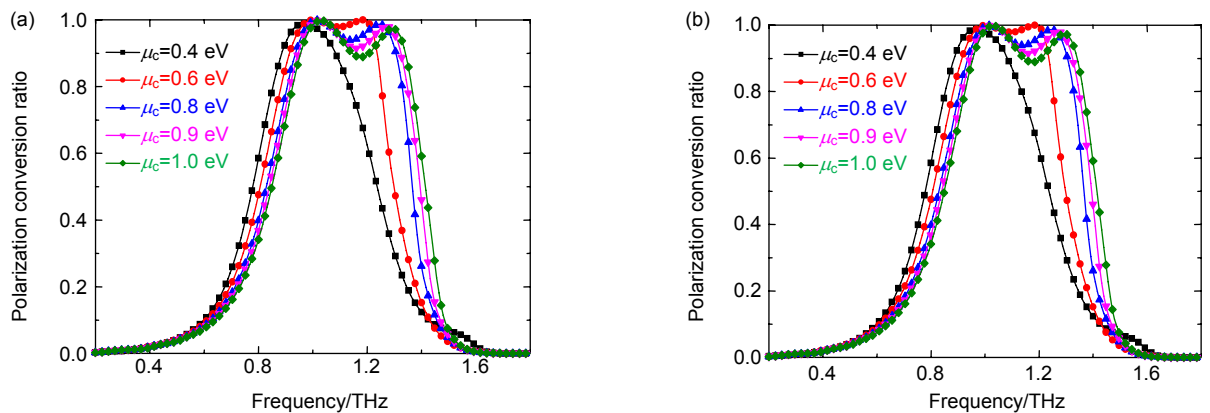 (a)
1.0
0.8
0.6
0.4
0.2
0.0
Polarization conversion ratio
μc=0.4 eV
μc=0.6 eV
μc=0.8 eV
μc=0.9 eV
μc=1.0 eV
0.4 0.8 1.2 1.6
Frequency/THz
(b)
1.0
0.8
0.6
0.4
0.2
0.0
Polarization conversion ratio
μc=0.4 eV
μc=0.6 eV
μc=0.8 eV
μc=0.9 eV
μc=1.0 eV
0.4 0.8 1.2 1.6
Frequency/THz